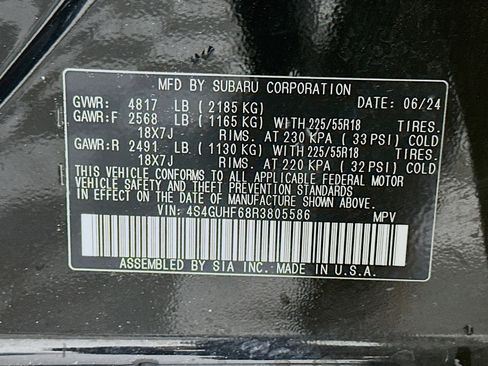 MFD BY SUBARU CORPORATION
GVWR: 4817 LB ( 2185 KG) DATE: 06/24
GAWR:F 2568 LB ( 1165 KG) WITH 225/55R18
18X7J RIMS, AT 230 KPA ( 33 PSI) COLD
GAWR:R 2491 LB ( 1130 KG) WITH 225/55R18
18X7J RIMS, AT 220 KPA ( 32 PSI) COLD
THIS VEHICLE CONFORMS TO ALL APPLICABLE FEDERAL MOTOR
VEHICLE SAFETY AND THEFT PREVENTION STANDARDS
IN EFFECT ON THE DATE OF MANUFACTURE SHOWN ABOVE.
VIN: 4S4GUHF68R3805586 MPV
ASSEMBLED BY SIA INC.-MADE IN U.S.A.